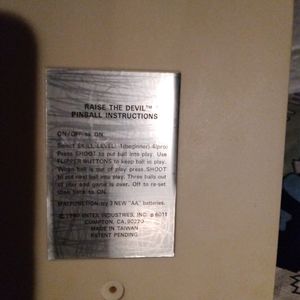 RAISE THE DEVIL™
PINBALL INSTRUCTIONS
ON/OFF to ON.
Select SKILL LEVEL: 1(beginner)-4(pro)
Press SHOOT to put ball into play. Use
FLIPPER BUTTONS to keep ball in play.
When ball is out of play press SHOOT
to put next ball into play. Three balls out
of play and game is over. Off to re-set
then back to ON.
MALFUNCTION: try 3 NEW "AA" batteries.
INTEX INDUSTRIES, INC.
COMPTON, CA. 90220
MADE IN TAIWAN
PATENT PENDING